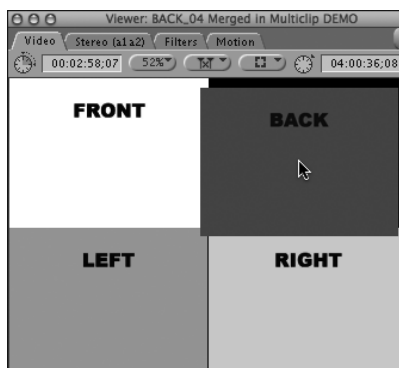 Viewer: BACK_04 Merged in Multiclip DEMO
Video Stereo (a1a2) Filters Motion
00:02:58;07 52% 04:00:36;08
FRONT
BACK
LEFT
RIGHT